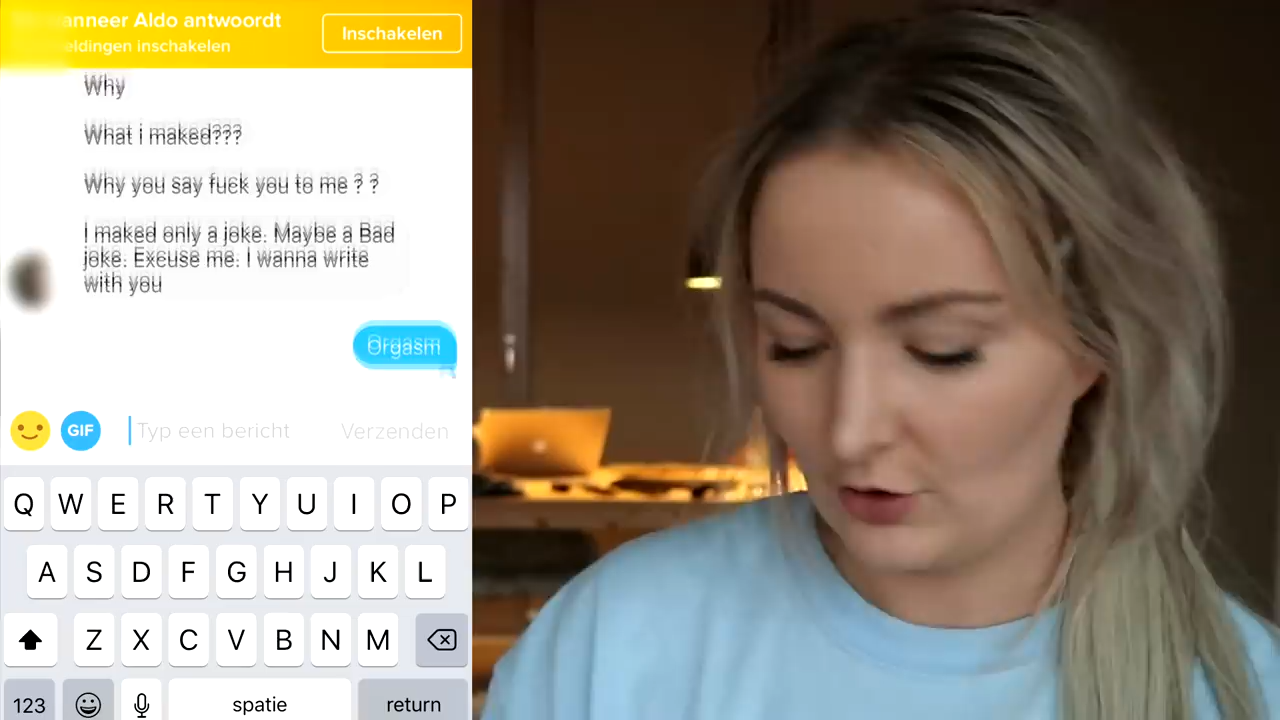 wanneer Aldo antwoordt
eldingen inschakelen
Inschakelen
Why
What i maked???
Why you say fuck you to me ? ?
I maked only a joke. Maybe a Bad
joke. Excuse me. I wanna write
with you
Orgasm
GIF
Typ een bericht
Verzenden
Q W E R T Y U I O P
A S D F G H J K L
Z X C V B N M
123
spatie
return